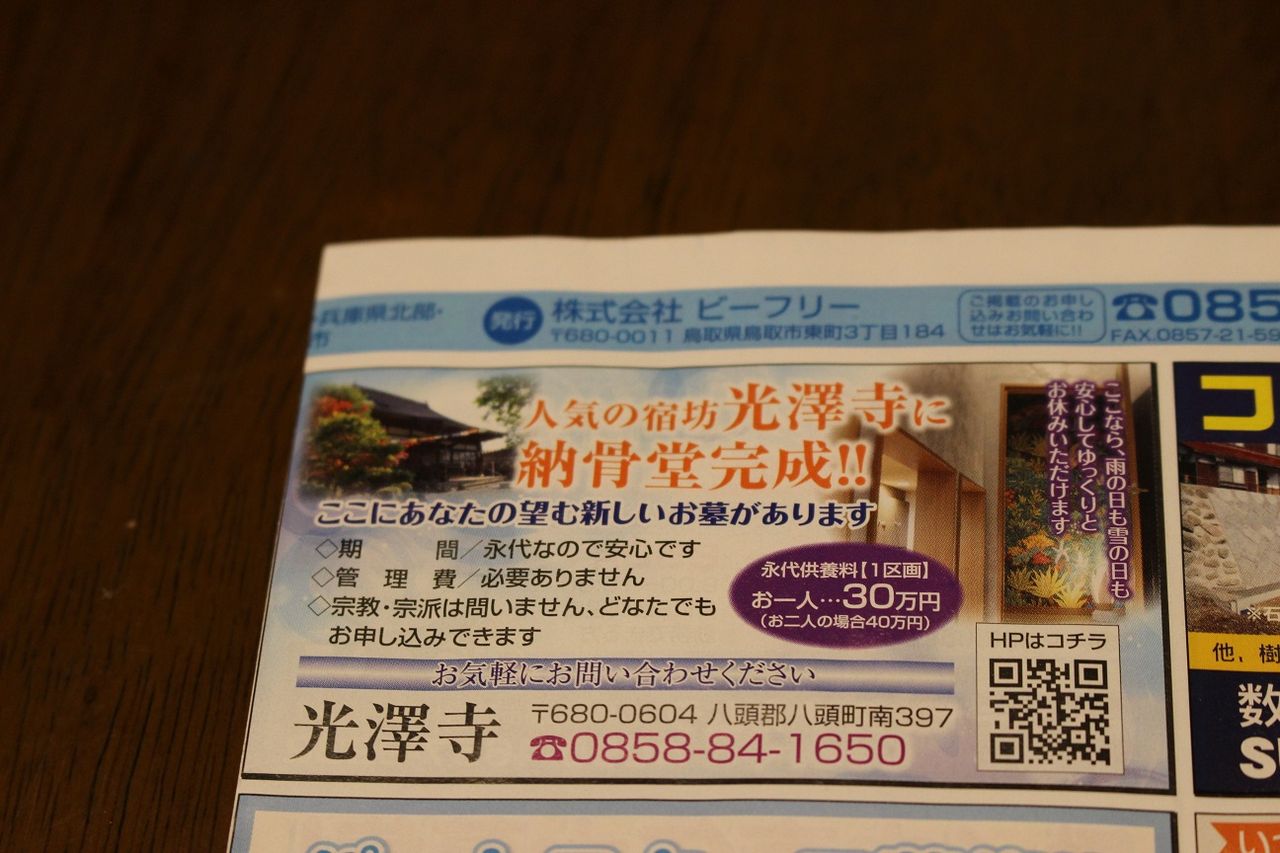 兵庫県北部・
市
発行 株式会社 ビーフリー
〒680-0011 鳥取県鳥取市東町3丁目184
ご掲載のお申し
込みお問い合わ
せはお気軽に!!
☎085
FAX.0857-21-59
人気の宿坊光澤寺に
納骨堂完成!!
ここにあなたの望む新しいお墓があります
◇期　間／永代なので安心です
◇管 理 費／必要ありません
◇宗教・宗派は問いません、どなたでも
お申し込みできます
永代供養料【1区画】
お一人…30万円
(お二人の場合40万円)
ここなら、雨の日も雪の日も
安心してゆっくりと
お休みいただけます
お気軽にお問い合わせください
HPはコチラ
光澤寺
〒680-0604 八頭郡八頭町南397
☎0858-84-1650
コ
※石
他、樹
数